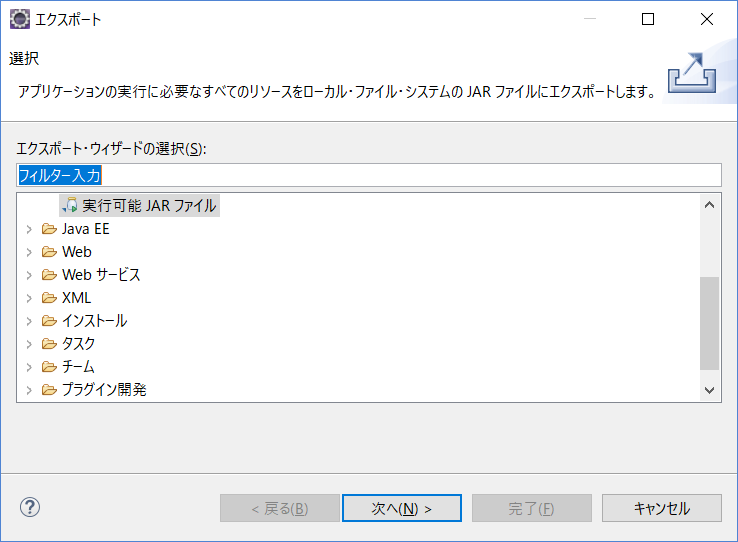 エクスポート
選択
アプリケーションの実行に必要なすべてのリソースをローカル・ファイル・システムの JAR ファイルにエクスポートします。
エクスポート・ウィザードの選択(S):
フィルター入力
実行可能 JAR ファイル
Java EE
Web
Web サービス
XML
インストール
タスク
チーム
プラグイン開発
< 戻る(B) 次へ(N) > 完了(F) キャンセル